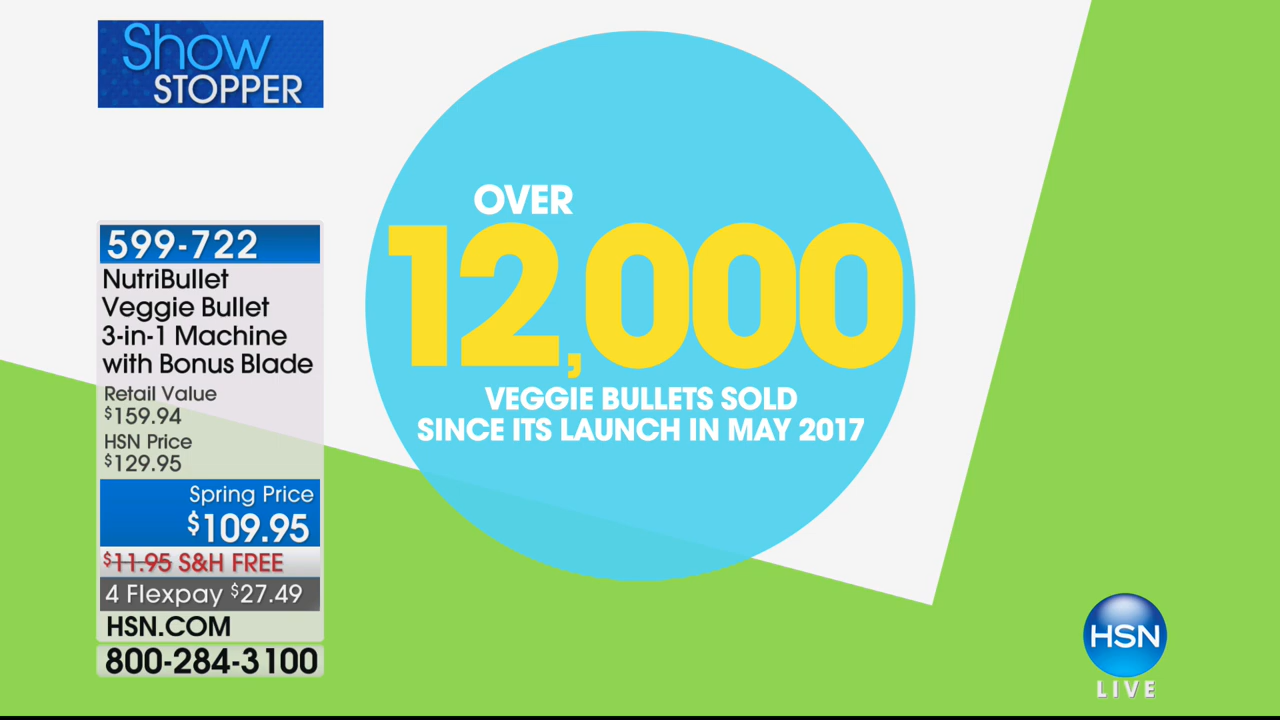 Show
STOPPER
599-722
NutriBullet
Veggie Bullet
3-in-1 Machine
with Bonus Blade
Retail Value
$159.94
HSN Price
$129.95
Spring Price
$109.95
$11.95 S&H FREE
4 Flexpay $27.49
HSN.COM
800-284-3100
OVER
12,000
VEGGIE BULLETS SOLD
SINCE ITS LAUNCH IN MAY 2017
HSN
LIVE